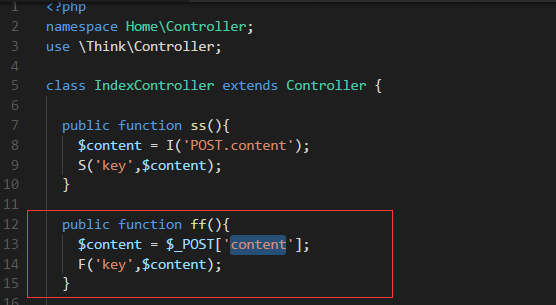 1 <?php
2 namespace Home\Controller;
3 use \Think\Controller;
4
5 class IndexController extends Controller {
6
7 public function ss(){
8 $content = I('POST.content');
9 S('key',$content);
10 }
11
12 public function ff(){
13 $content = $_POST['content'];
14 F('key',$content);
15 }
16